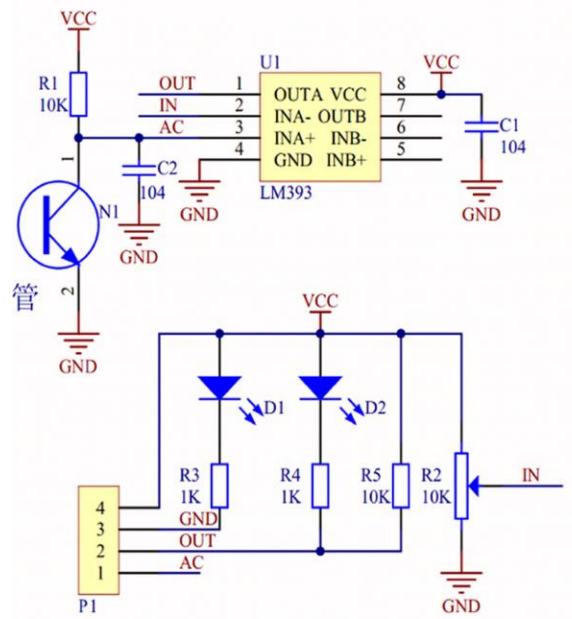 VCC
R1
10K
1
N1
2
管
GND
AC
C2
104
GND
OUT
IN
U1
1 OUTA VCC 8
2 INA- OUTB 7
3 INA+ INB- 6
4 GND INB+ 5
LM393
GND
VCC
C1
104
GND
VCC
D1
D2
R3
1K
R4
1K
R5
10K
R2
10K
IN
GND
4
3 GND
2 OUT
1 AC
P1